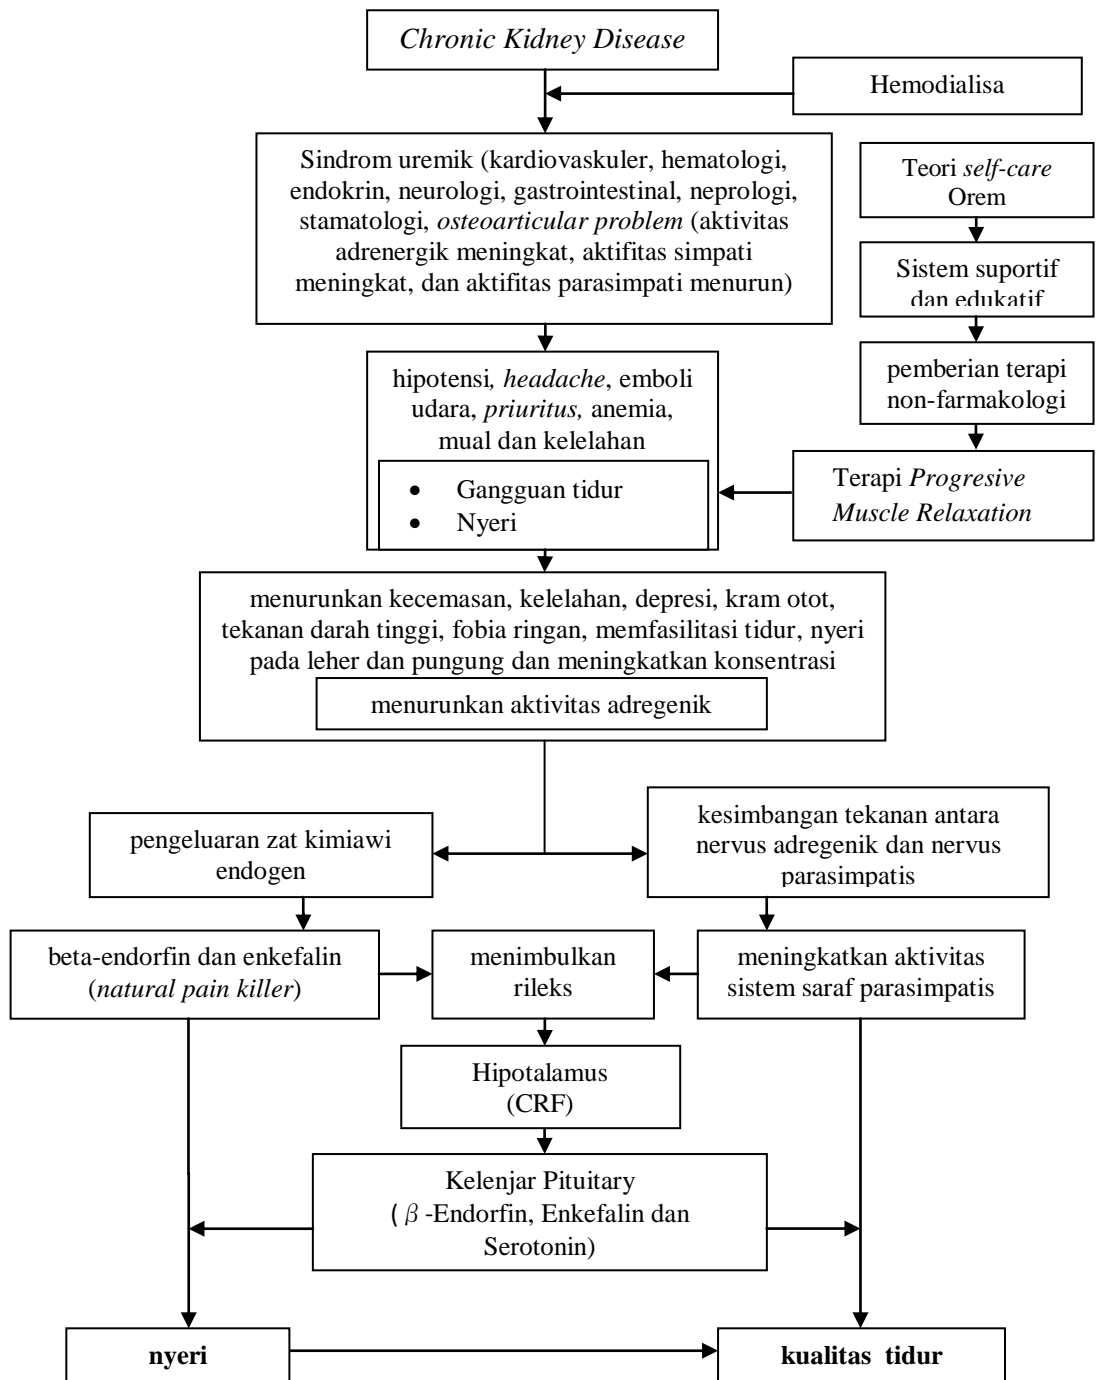 Chronic Kidney Disease
Hemodialisa
Sindrom uremik (kardiovaskuler, hematologi,
endokrin, neurologi, gastrointestinal, neprologi,
stamatologi, osteoarticular problem (aktivitas
adrenergik meningkat, aktifitas simpati
meningkat, dan aktifitas parasimpati menurun)
Teori self-care
Orem
Sistem suportif
dan edukatif
pemberian terapi
non-farmakologi
hipotensi, headache, emboli
udara, priuritus, anemia,
mual dan kelelahan
• Gangguan tidur
• Nyeri
Terapi Progresive
Muscle Relaxation
menurunkan kecemasan, kelelahan, depresi, kram otot,
tekanan darah tinggi, fobia ringan, memfasilitasi tidur, nyeri
pada leher dan pungung dan meningkatkan konsentrasi
menurunkan aktivitas adregenik
pengeluaran zat kimiawi
endogen
kesimbangan tekanan antara
nervus adregenik dan nervus
parasimpatis
beta-endorfin dan enkefalin
(natural pain killer)
menimbulkan
rileks
meningkatkan aktivitas
sistem saraf parasimpatis
Hipotalamus
(CRF)
Kelenjar Pituitary
( β -Endorfin, Enkefalin dan
Serotonin)
nyeri
kualitas tidur